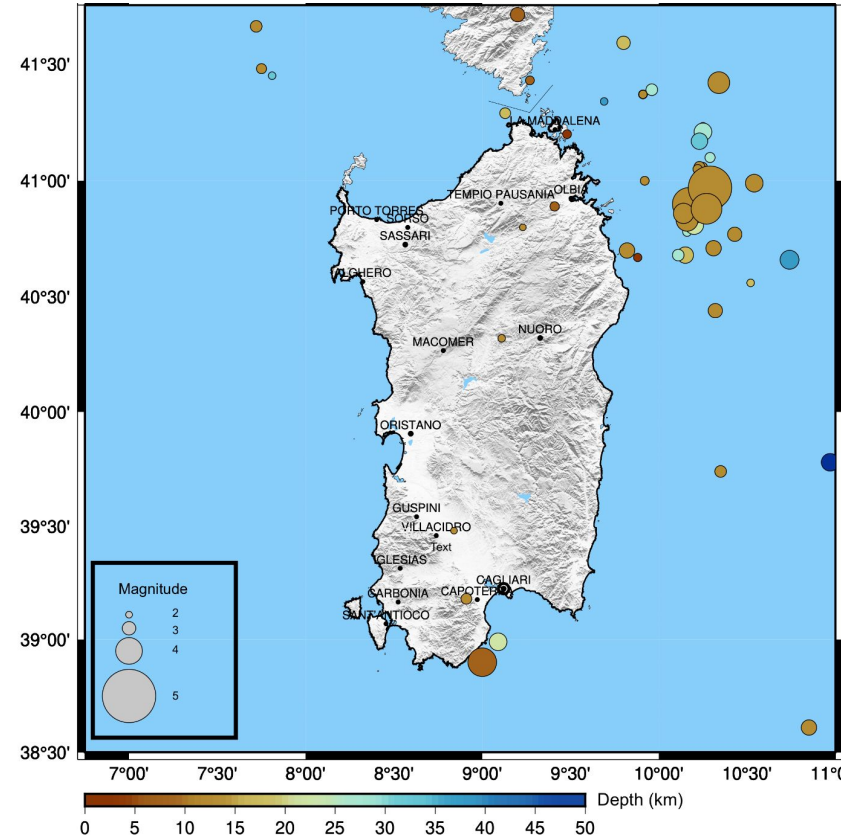 41°30'
LA MADDALENA
41°00'
TEMPIO PAUSANIA
OLBIA
PORTO TORRES
SORSO
SASSARI
ALGHERO
40°30'
NUORO
MACOMER
40°00'
ORISTANO
39°30'
GUSPINI
VILLACIDRO
Text
IGLESIAS
CAGLIARI
CARBONIA
CAPOTERRA
SANT'ANTIOCO
39°00'
Magnitude
2
3
4
5
38°30'
7°00' 7°30' 8°00' 8°30' 9°00' 9°30' 10°00' 10°30' 11°0
Depth (km)
0 5 10 15 20 25 30 35 40 45 50